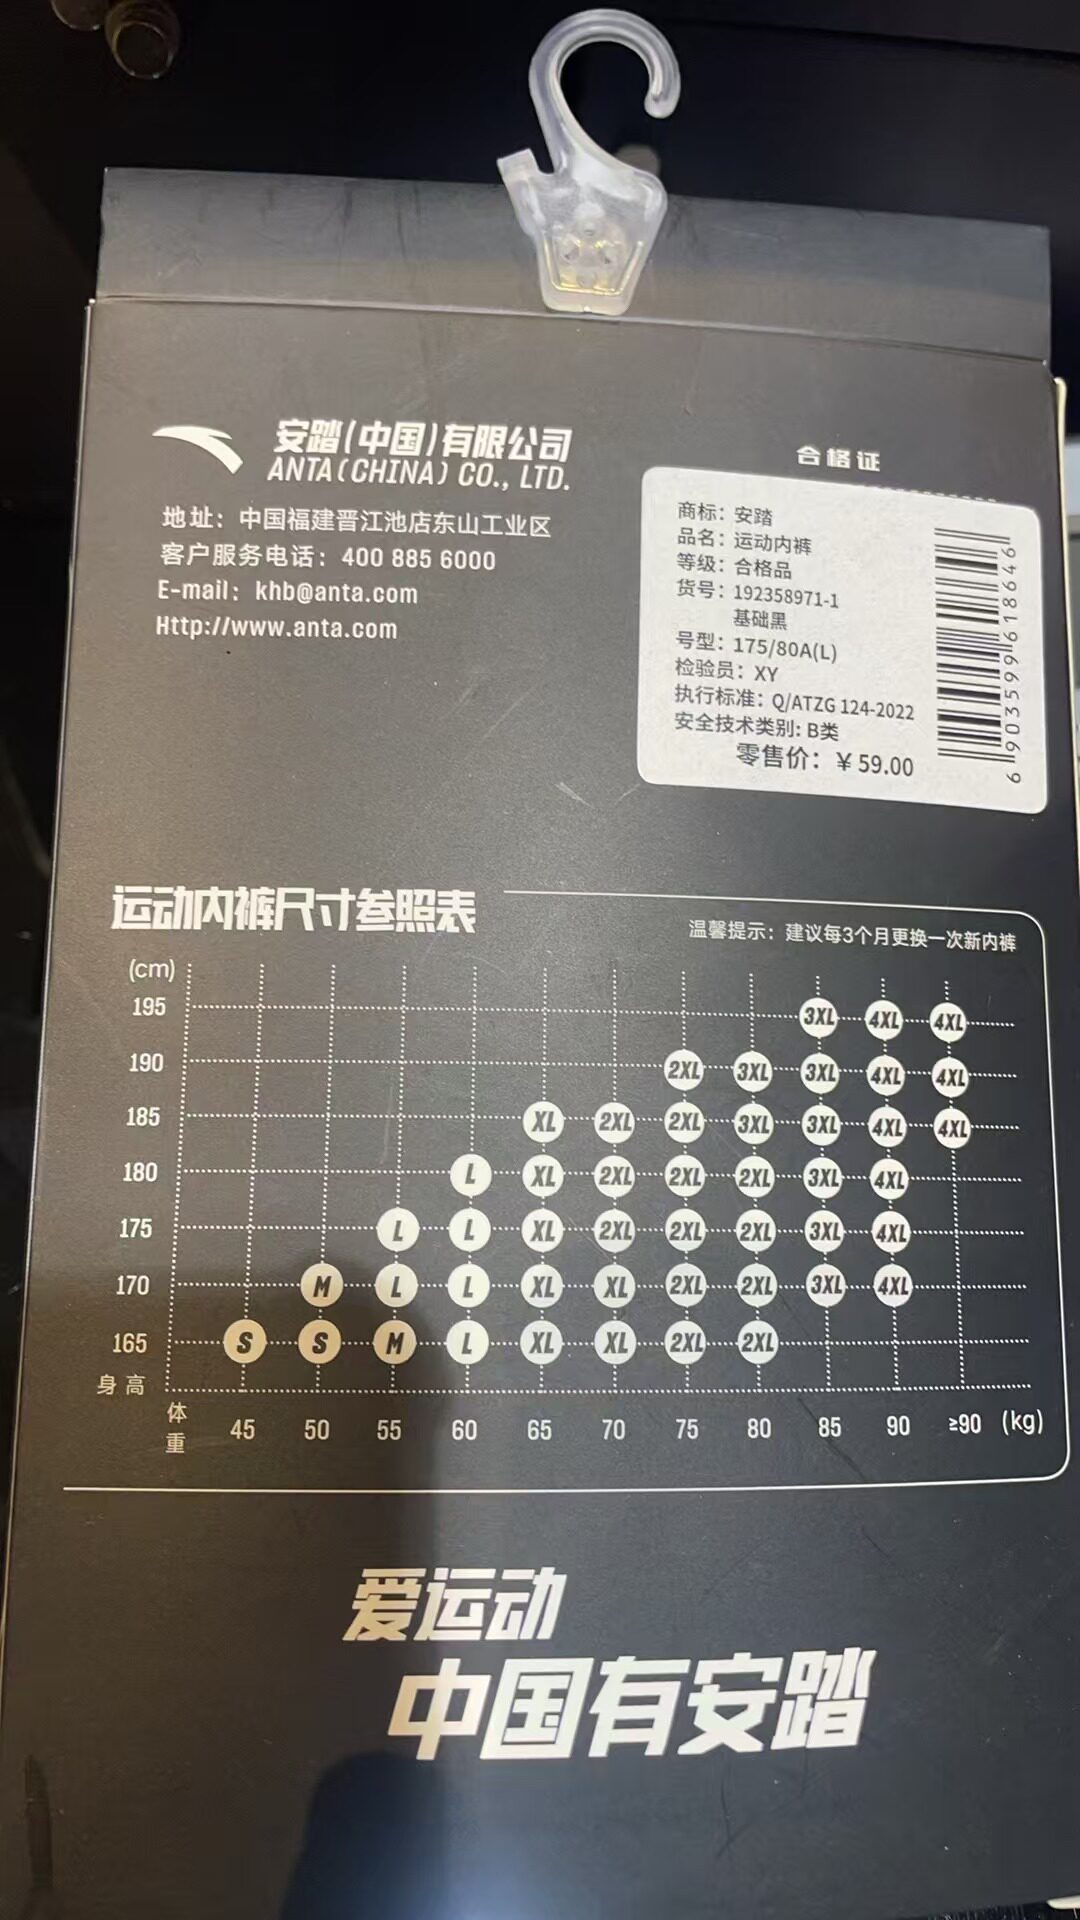 安踏(中国)有限公司
ANTA(CHINA) CO., LTD.
地址：中国福建晋江池店东山工业区
客户服务电话：400 885 6000
E-mail：khb@anta.com
Http://www.anta.com
合格证
商标：安踏
品名：运动内裤
等级：合格品
货号：192358971-1
基础黑
号型：175/80A(L)
检验员：XY
执行标准：Q/ATZG 124-2022
安全技术类别：B类
零售价：￥59.00
6 903599 618646
运动内裤尺寸参照表
温馨提示：建议每3个月更换一次新内裤
(cm)
195 3XL 4XL 4XL
190 2XL 3XL 3XL 4XL 4XL
185 XL 2XL 2XL 3XL 3XL 4XL 4XL
180 L XL 2XL 2XL 2XL 3XL 4XL
175 L L XL 2XL 2XL 2XL 3XL 4XL
170 M L L XL XL 2XL 2XL 3XL 4XL
165 S S M L XL XL 2XL 2XL
身高
体重 45 50 55 60 65 70 75 80 85 90 ≥90 (kg)
爱运动
中国有安踏